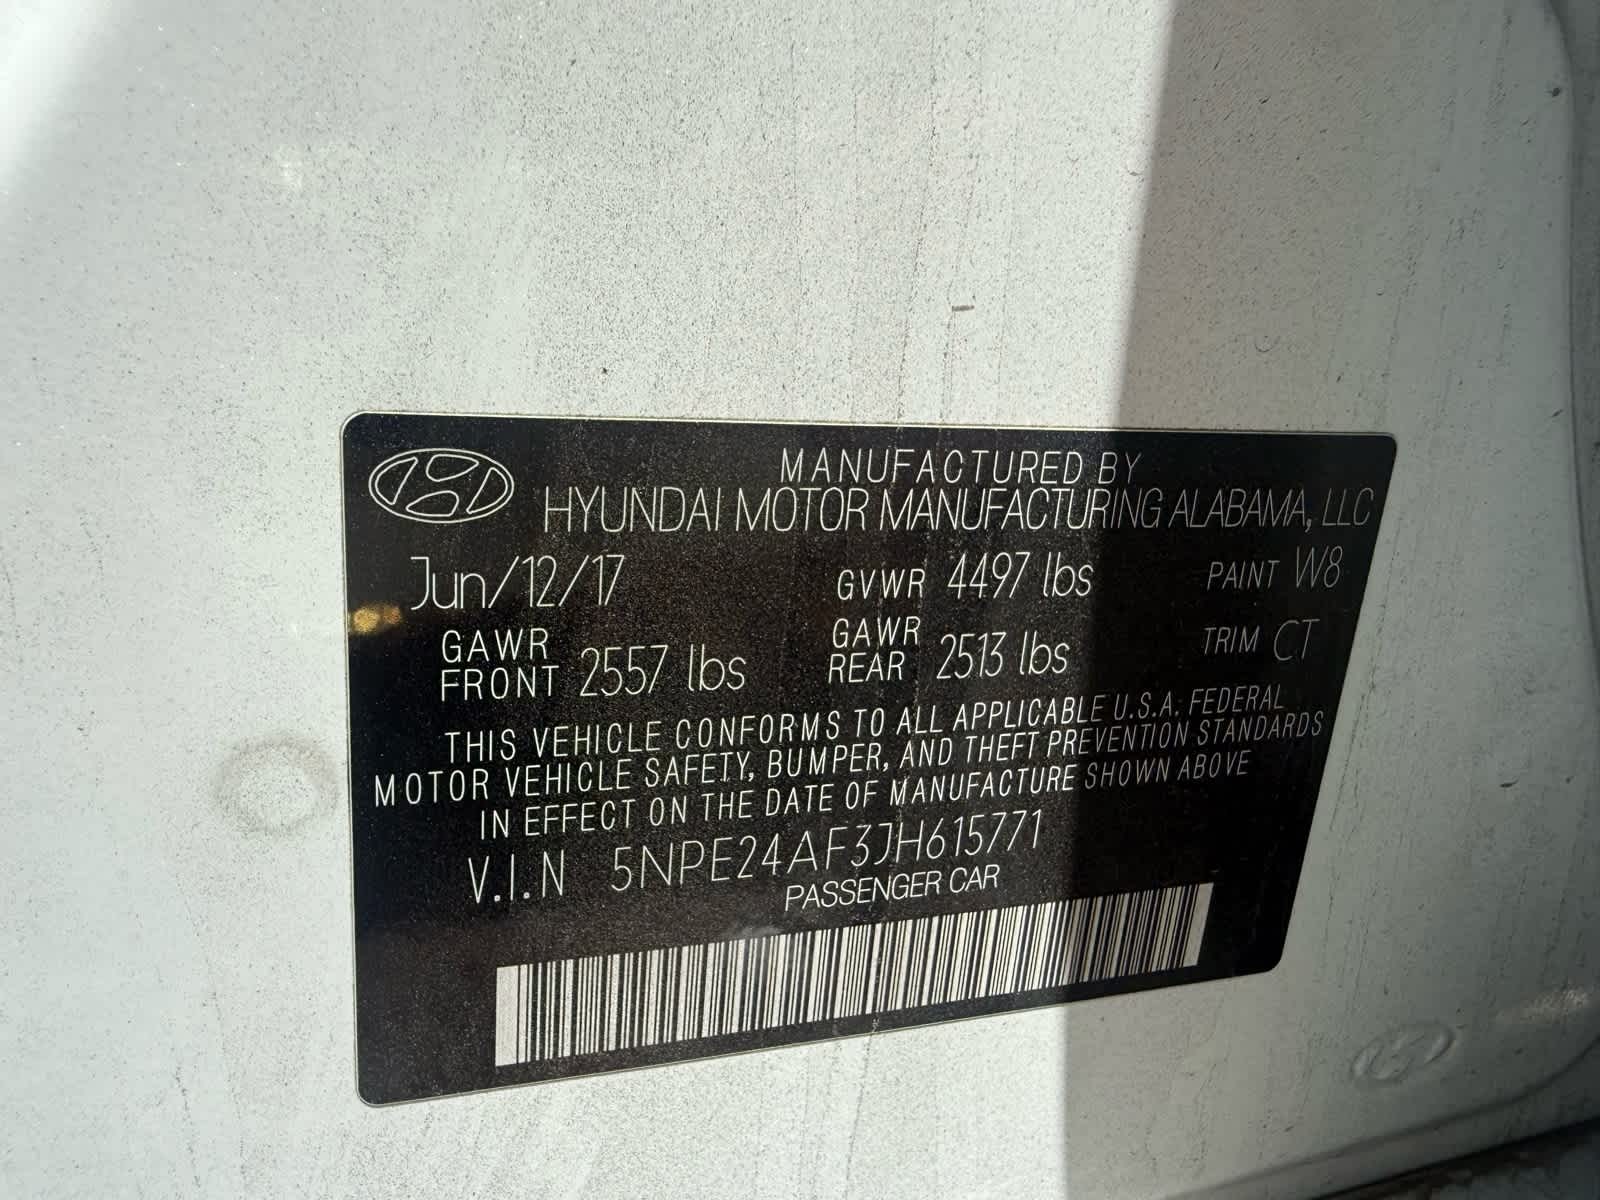 MANUFACTURED BY
HYUNDAI MOTOR MANUFACTURING ALABAMA, LLC
Jun/12/17 GVWR 4497 lbs PAINT W8
GAWR FRONT 2557 lbs GAWR REAR 2513 lbs TRIM CT
THIS VEHICLE CONFORMS TO ALL APPLICABLE U.S.A. FEDERAL
MOTOR VEHICLE SAFETY, BUMPER, AND THEFT PREVENTION STANDARDS
IN EFFECT ON THE DATE OF MANUFACTURE SHOWN ABOVE
V.I.N 5NPE24AF3JH615771
PASSENGER CAR